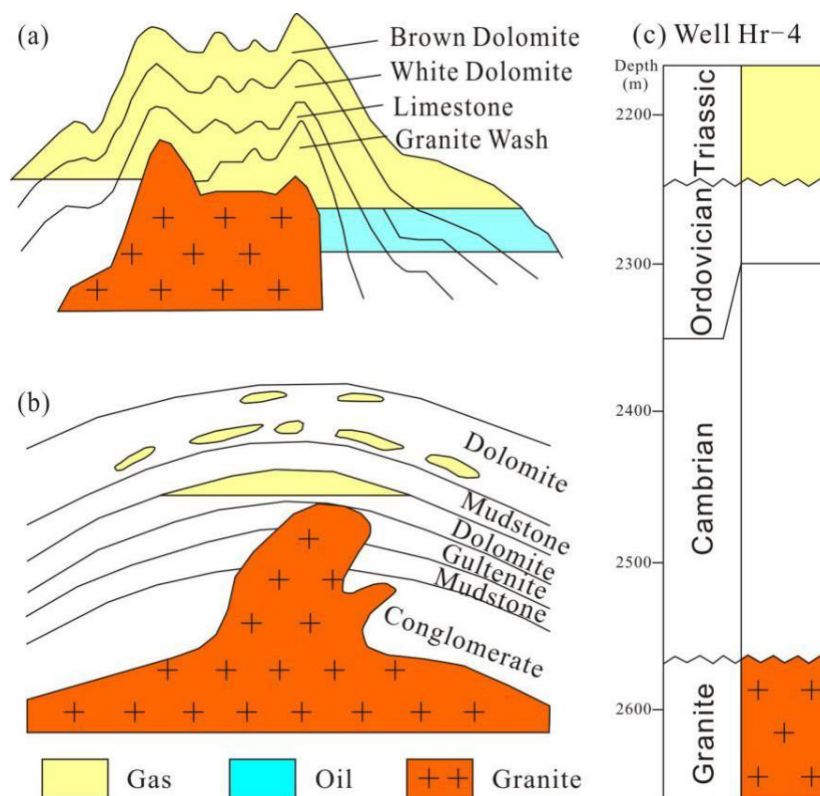 (a)
Brown Dolomite
White Dolomite
Limestone
Granite Wash
(b)
Dolomite
Mudstone
Dolomite
Gultenite
Mudstone
Conglomerate
(c) Well Hr-4
Depth
(m)
2200
2300
2400
2500
2600
Triassic
Ordovician
Cambrian
Granite
Gas
Oil
Granite